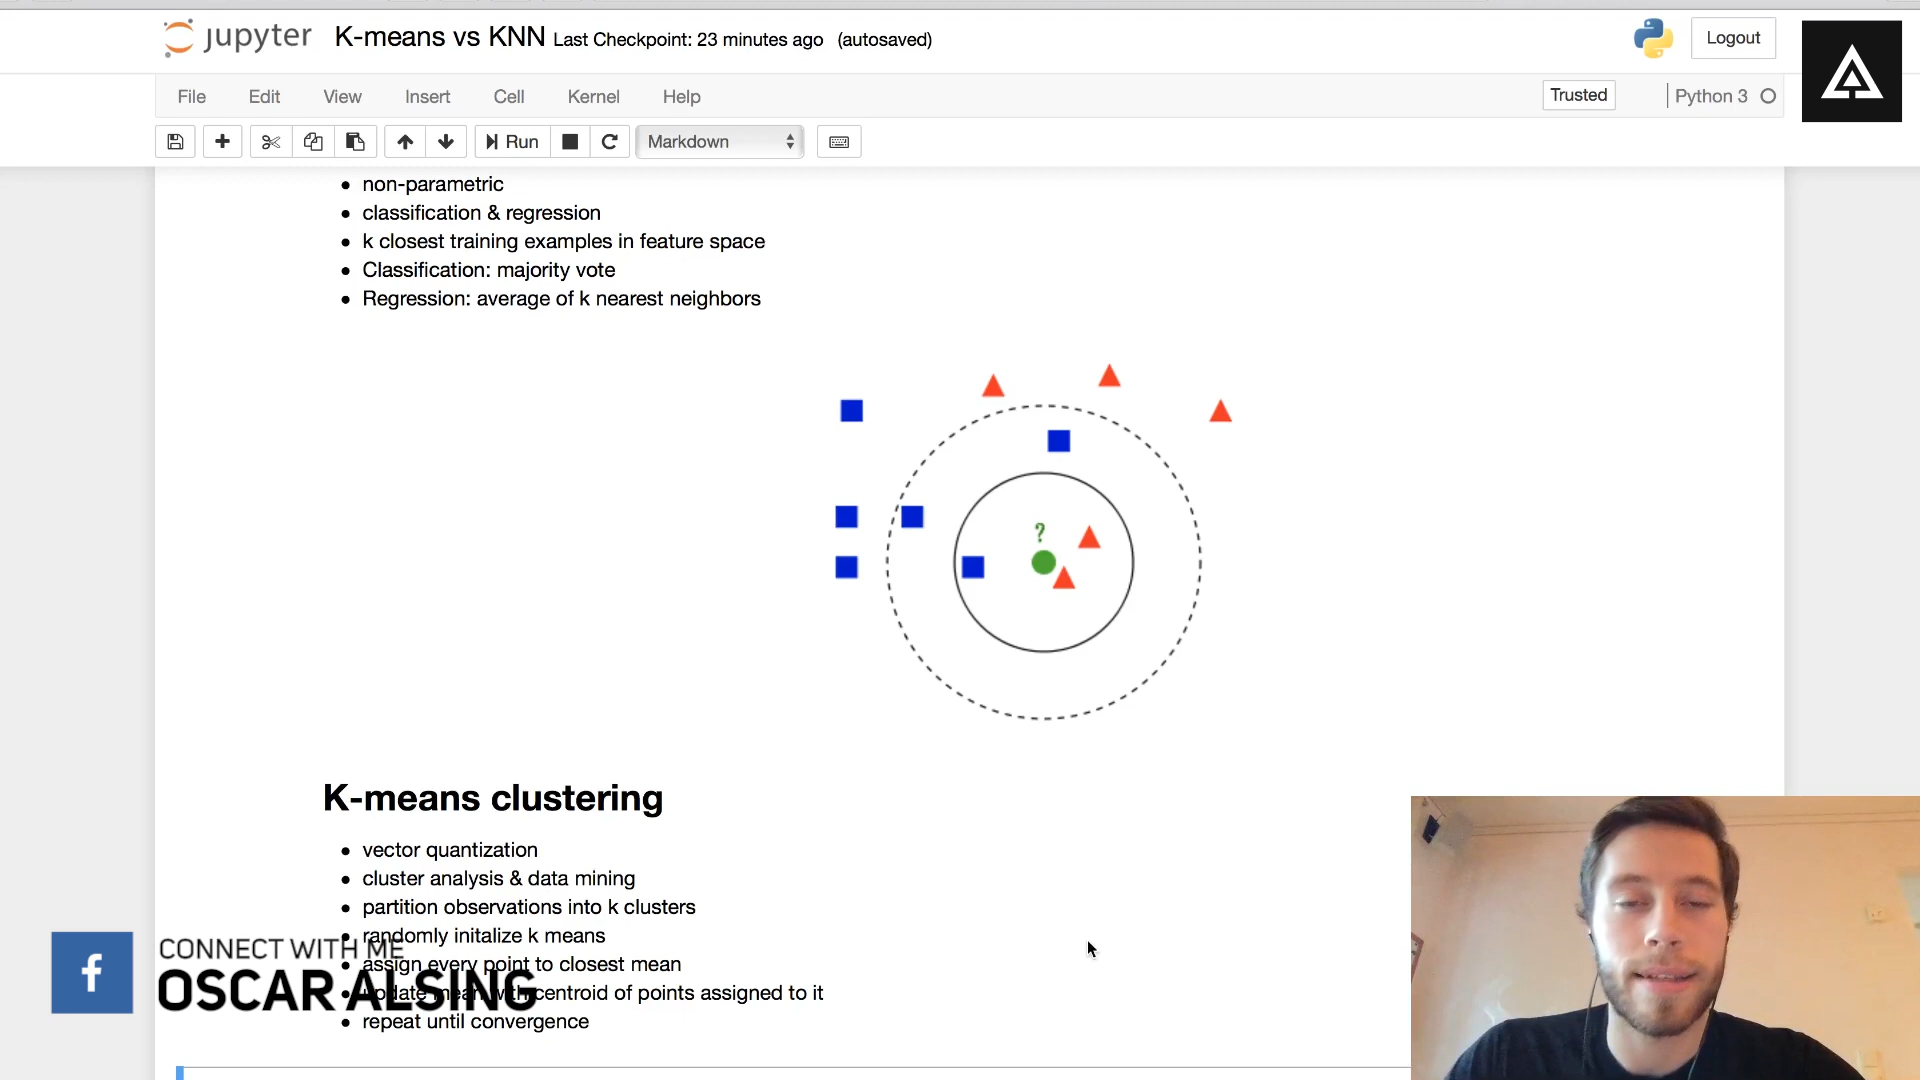 jupyter K-means vs KNN Last Checkpoint: 23 minutes ago (autosaved) Logout
File Edit View Insert Cell Kernel Help Trusted Python 3
Run Markdown
non-parametric
classification & regression
k closest training examples in feature space
Classification: majority vote
Regression: average of k nearest neighbors
?
K-means clustering
vector quantization
cluster analysis & data mining
partition observations into k clusters
randomly initalize k means
assign every point to closest mean
update mean with centroid of points assigned to it
repeat until convergence
f
CONNECT WITH ME
OSCAR ALSING